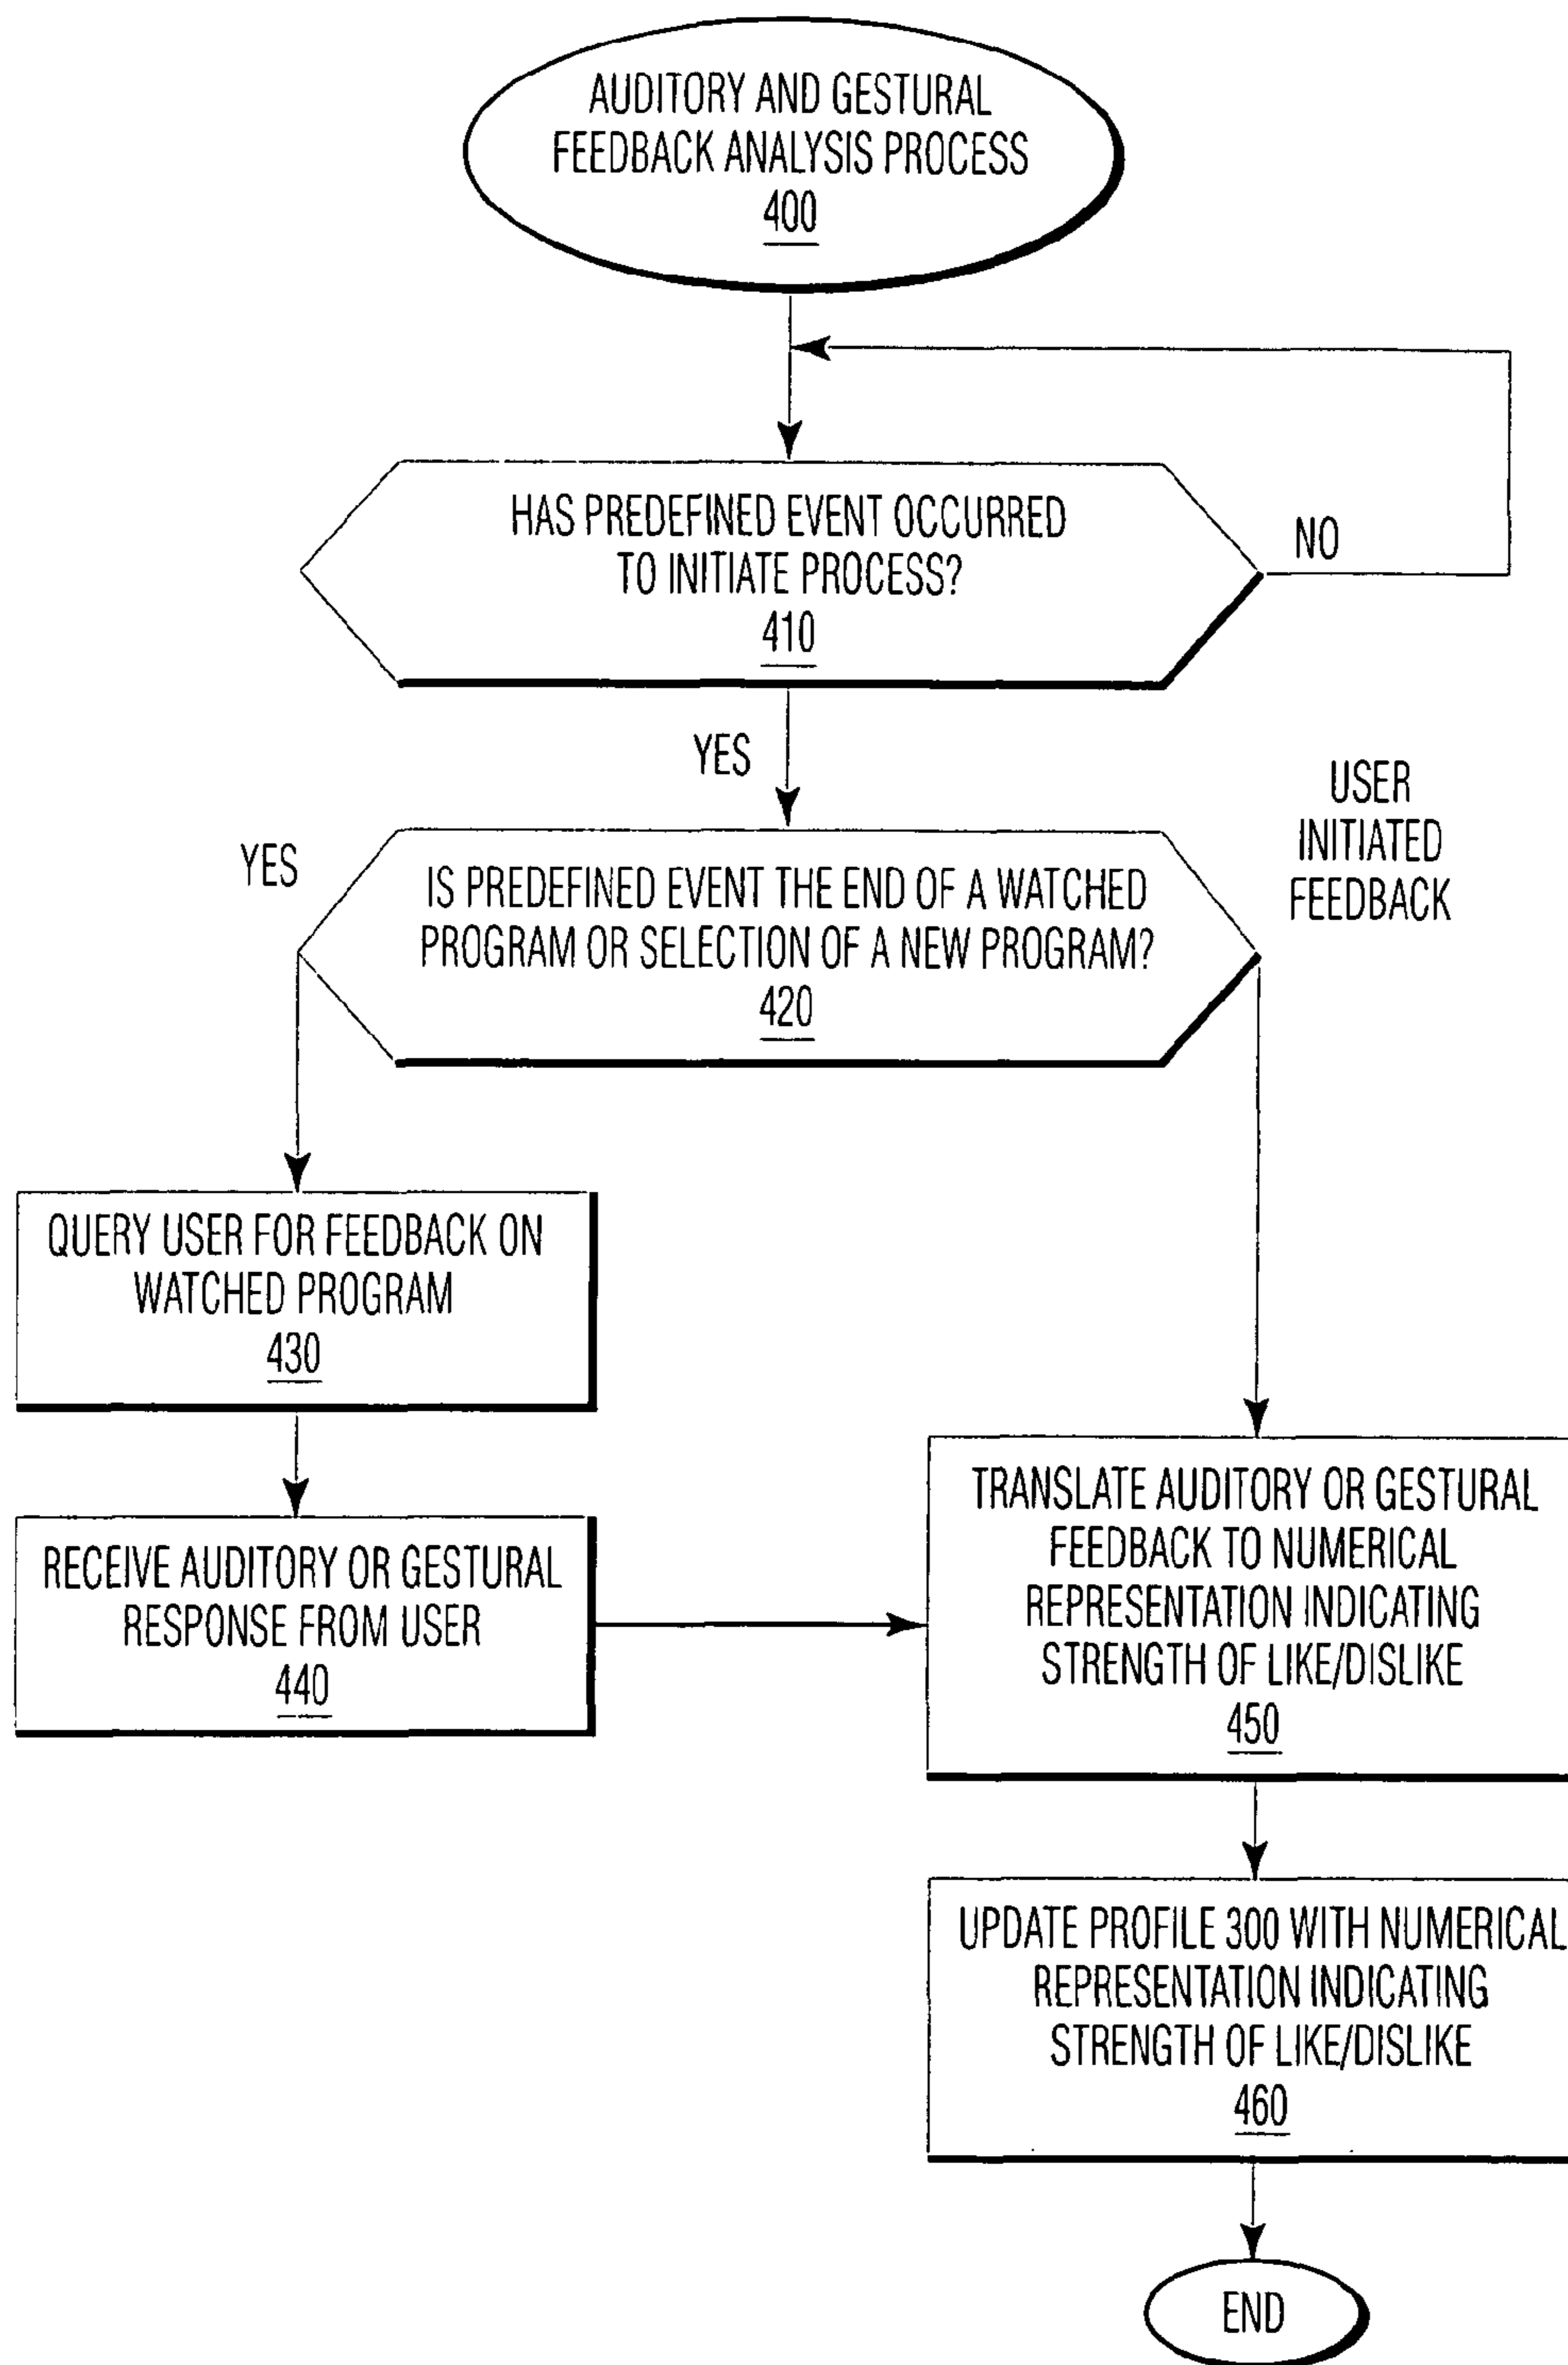 AUDITORY AND GESTURAL
FEEDBACK ANALYSIS PROCESS
400
HAS PREDEFINED EVENT OCCURRED
TO INITIATE PROCESS?
410
NO
YES
USER
INITIATED
FEEDBACK
YES
IS PREDEFINED EVENT THE END OF A WATCHED
PROGRAM OR SELECTION OF A NEW PROGRAM?
420
QUERY USER FOR FEEDBACK ON
WATCHED PROGRAM
430
RECEIVE AUDITORY OR GESTURAL
RESPONSE FROM USER
440
TRANSLATE AUDITORY OR GESTURAL
FEEDBACK TO NUMERICAL
REPRESENTATION INDICATING
STRENGTH OF LIKE/DISLIKE
450
UPDATE PROFILE 300 WITH NUMERICAL
REPRESENTATION INDICATING
STRENGTH OF LIKE/DISLIKE
460
END